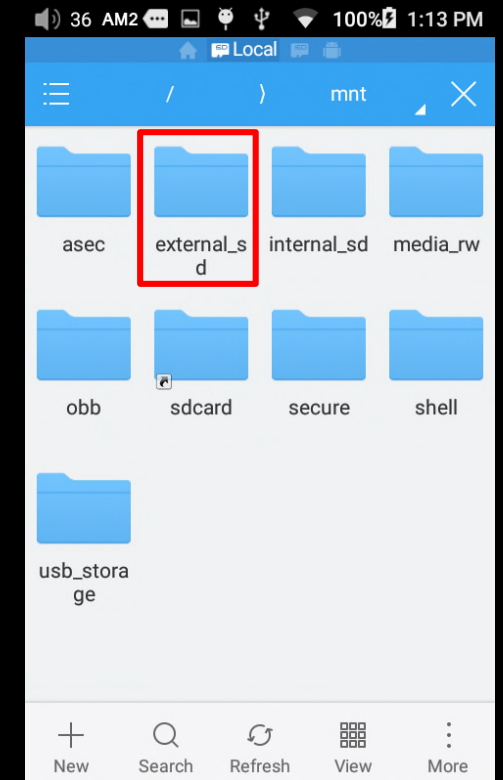 36 AM2 100% 1:13 PM
Local
/ 〉 mnt
asec external_s internal_sd media_rw
d
obb sdcard secure shell
usb_stora
ge
New Search Refresh View More